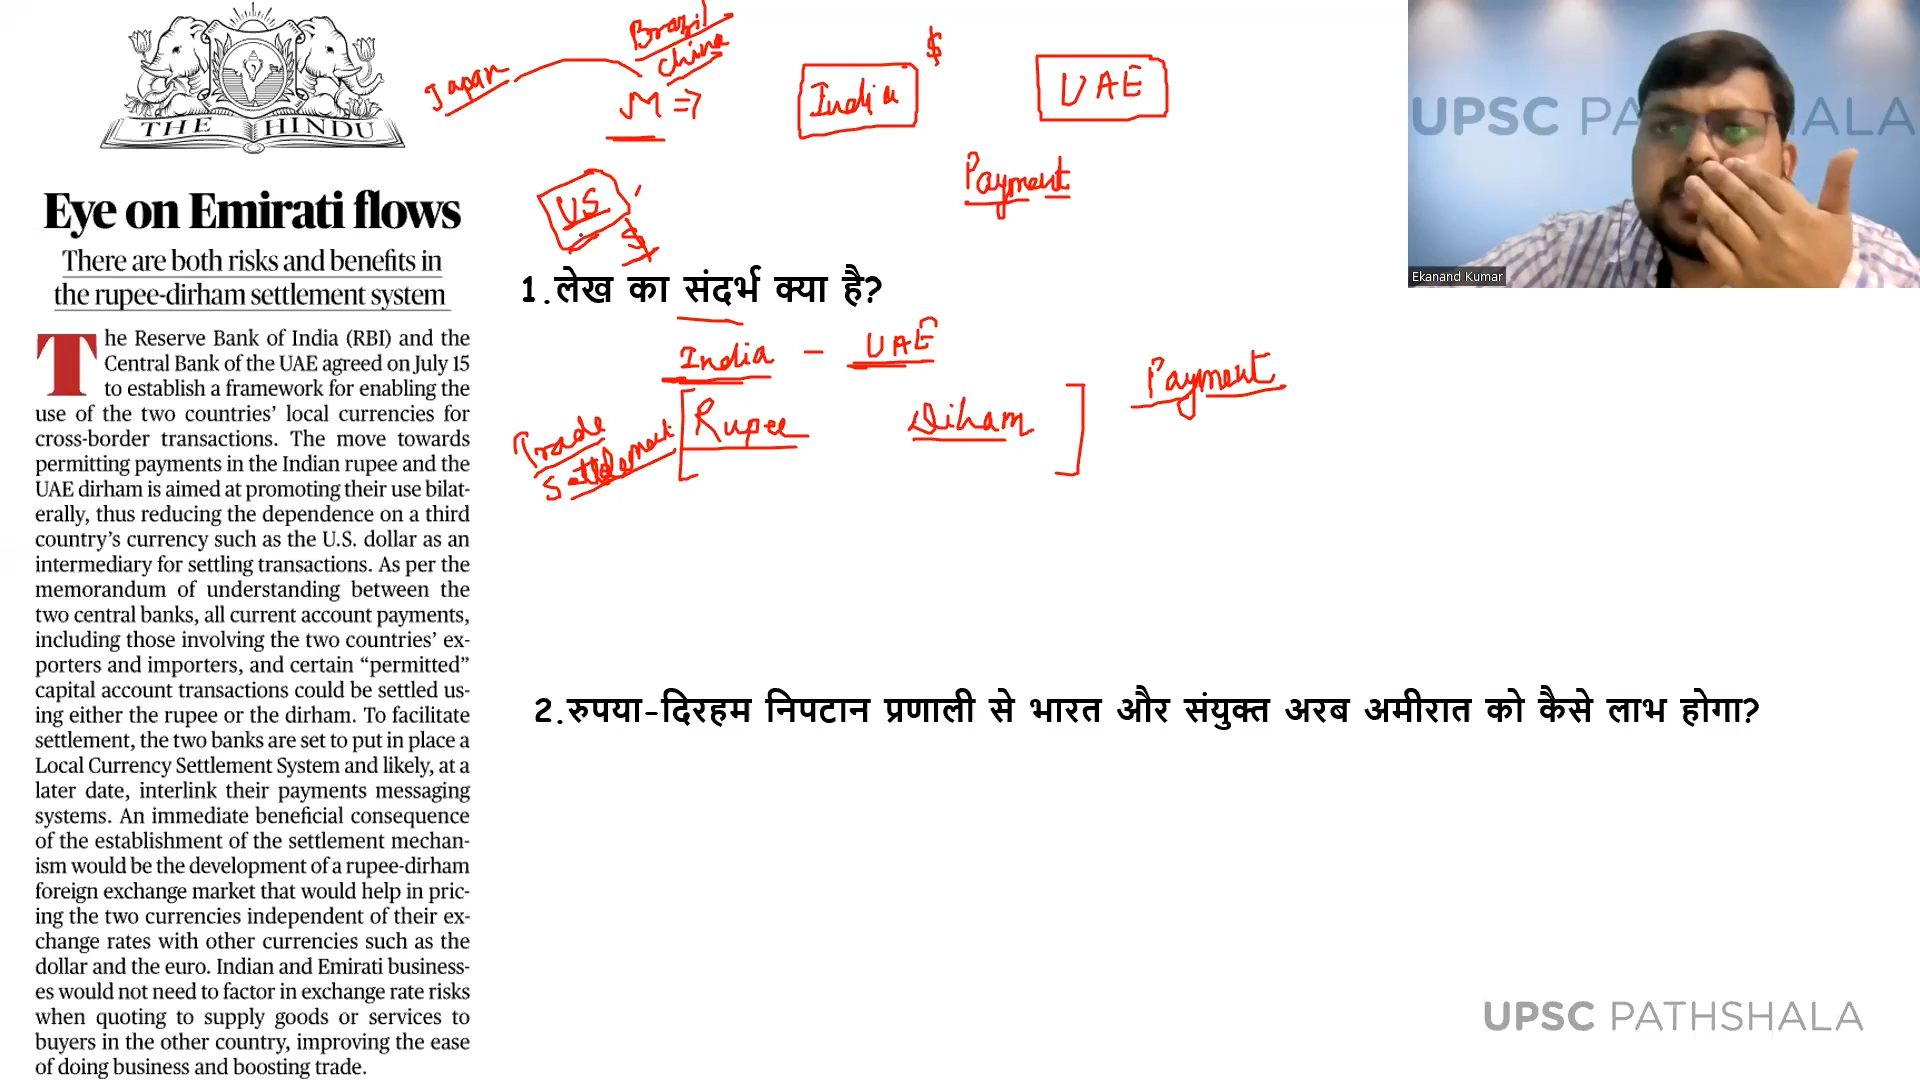 THE HINDU
Eye on Emirati flows
There are both risks and benefits in
the rupee-dirham settlement system
The Reserve Bank of India (RBI) and the
Central Bank of the UAE agreed on July 15
to establish a framework for enabling the
use of the two countries' local currencies for
cross-border transactions. The move towards
permitting payments in the Indian rupee and the
UAE dirham is aimed at promoting their use bilat-
erally, thus reducing the dependence on a third
country's currency such as the U.S. dollar as an
intermediary for settling transactions. As per the
memorandum of understanding between the
two central banks, all current account payments,
including those involving the two countries' ex-
porters and importers, and certain “permitted”
capital account transactions could be settled us-
ing either the rupee or the dirham. To facilitate
settlement, the two banks are set to put in place a
Local Currency Settlement System and likely, at a
later date, interlink their payments messaging
systems. An immediate beneficial consequence
of the establishment of the settlement mechan-
ism would be the development of a rupee-dirham
foreign exchange market that would help in pric-
ing the two currencies independent of their ex-
change rates with other currencies such as the
dollar and the euro. Indian and Emirati business-
es would not need to factor in exchange rate risks
when quoting to supply goods or services to
buyers in the other country, improving the ease
of doing business and boosting trade.
Brazil
China
Japan
M =>
India
$
UAE
Payment
US
$
1.लेख का संदर्भ क्या है?
India - UAE
Payment
Trade
Settlement
Rupee Diham
2.रुपया-दिरहम निपटान प्रणाली से भारत और संयुक्त अरब अमीरात को कैसे लाभ होगा?
UPSC PATHSHALA
Ekanand Kumar
UPSC PATHSHALA